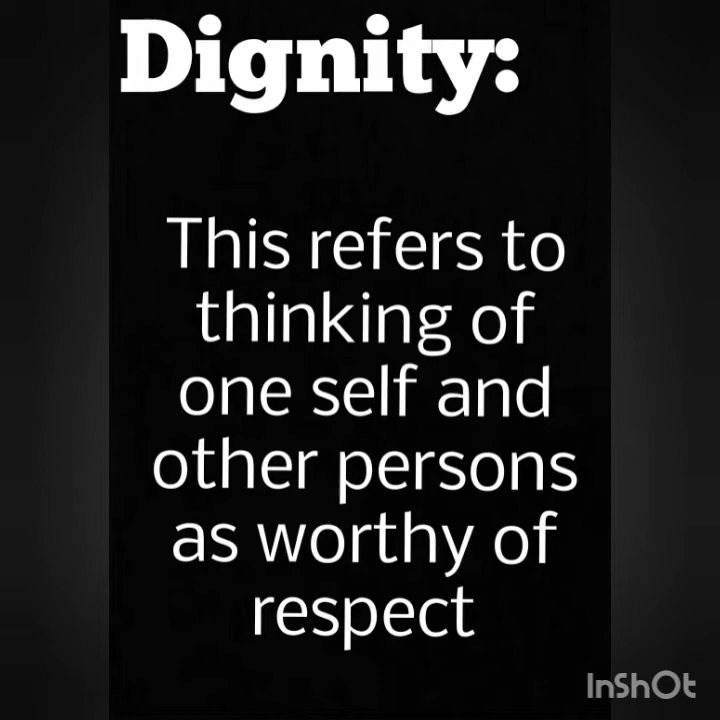 Dignity:
This refers to
thinking of
one self and
other persons
as worthy of
respect
InShOt